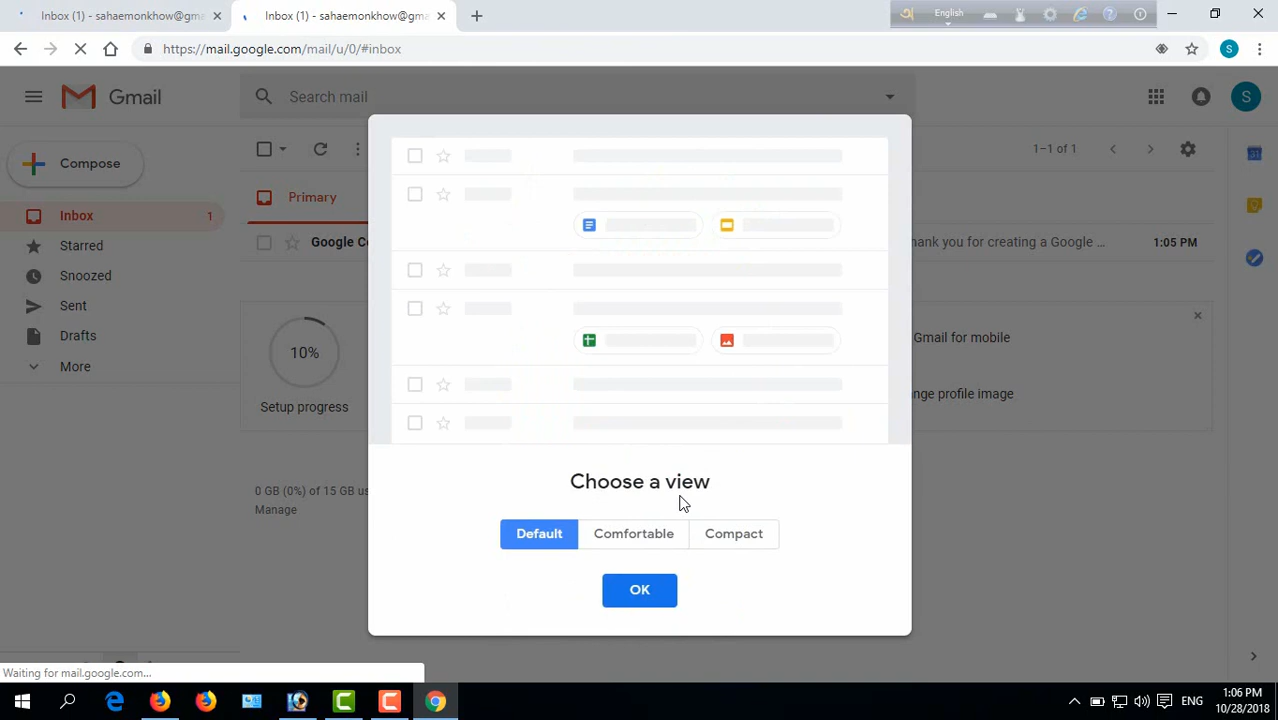 Inbox (1) - sahaemonkhow@gma
Inbox (1) - sahaemonkhow@gma
English
https://mail.google.com/mail/u/0/#inbox
S
Gmail
Search mail
S
Compose
1–1 of 1
Primary
Inbox
1
Google Co
hank you for creating a Google ...
1:05 PM
Starred
Snoozed
Sent
Drafts
More
10%
Setup progress
Gmail for mobile
nge profile image
0 GB (0%) of 15 GB us
Manage
Choose a view
Default
Comfortable
Compact
OK
Waiting for mail.google.com...
ENG
1:06 PM
10/28/2018